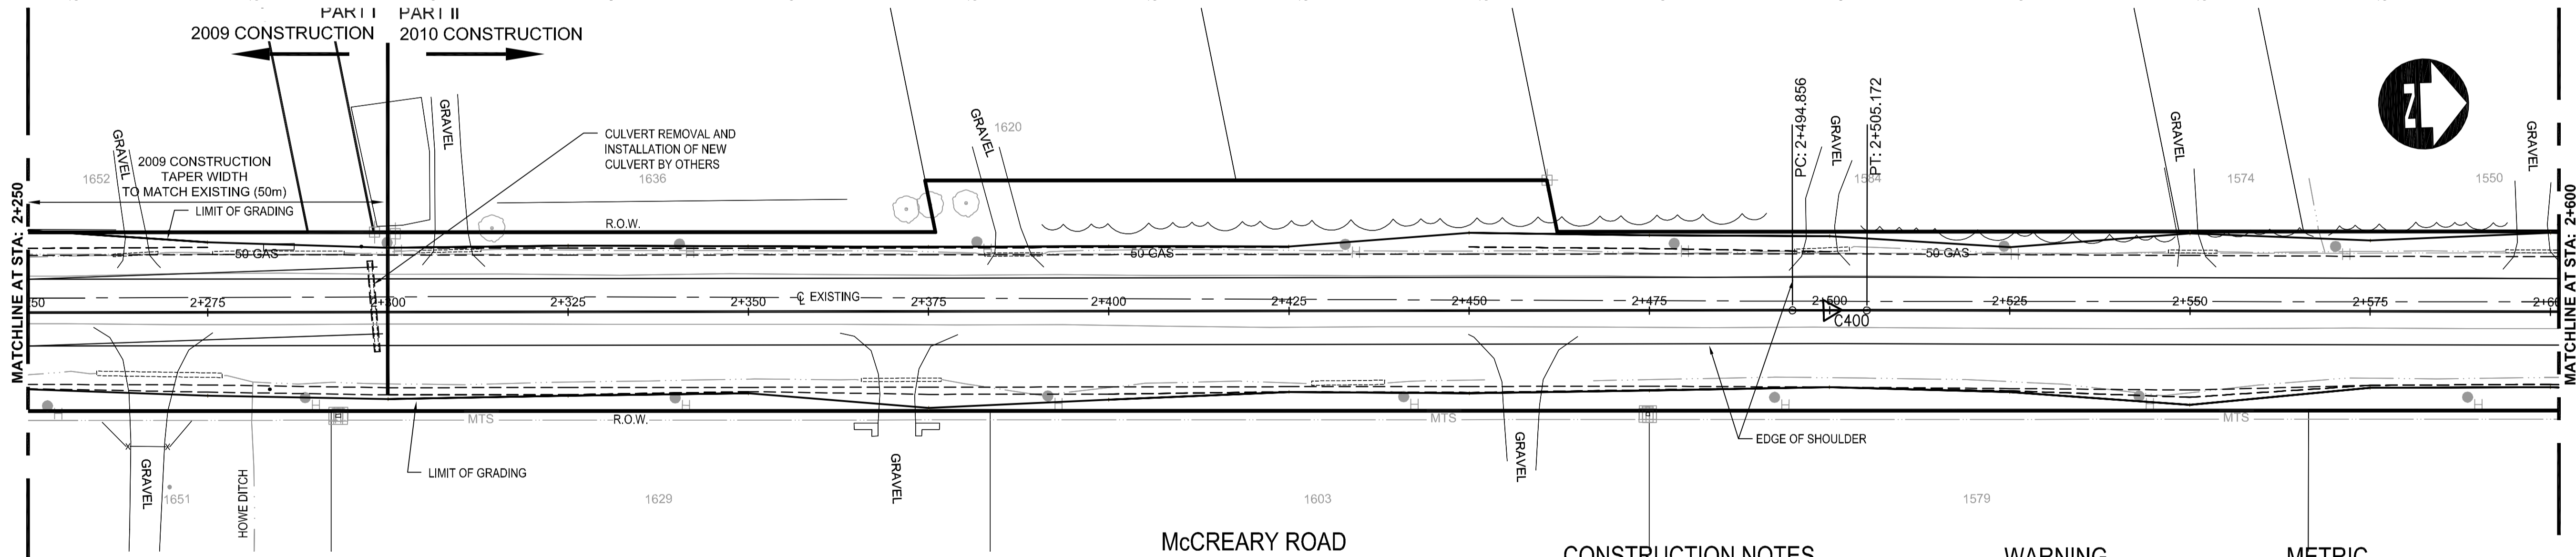 PART I
PART II
2009 CONSTRUCTION
2010 CONSTRUCTION
PC: 2+494.856
PT: 2+505.172
GRAVEL
GRAVEL
GRAVEL
GRAVEL
GRAVEL
GRAVEL
1620
N
CULVERT REMOVAL AND
INSTALLATION OF NEW
CULVERT BY OTHERS
2009 CONSTRUCTION
TAPER WIDTH
TO MATCH EXISTING (50m)
1652
1636
1584
1574
1550
LIMIT OF GRADING
R.O.W.
MATCHLINE AT STA: 2+250
MATCHLINE AT STA: 2+600
50 GAS
50 GAS
50 GAS
H
H
H
H
H
H
H
50
2+275
2+300
2+325
2+350
℄ EXISTING
2+375
2+400
2+425
2+450
2+475
2+500
2+525
2+550
2+575
2+60
C400
H
H
H
H
H
H
H
H
MTS
R.O.W.
MTS
MTS
EDGE OF SHOULDER
LIMIT OF GRADING
GRAVEL
GRAVEL
GRAVEL
HOWE DITCH
1651
1629
1603
1579
McCREARY ROAD
CONSTRUCTION NOTES
WARNING
METRIC